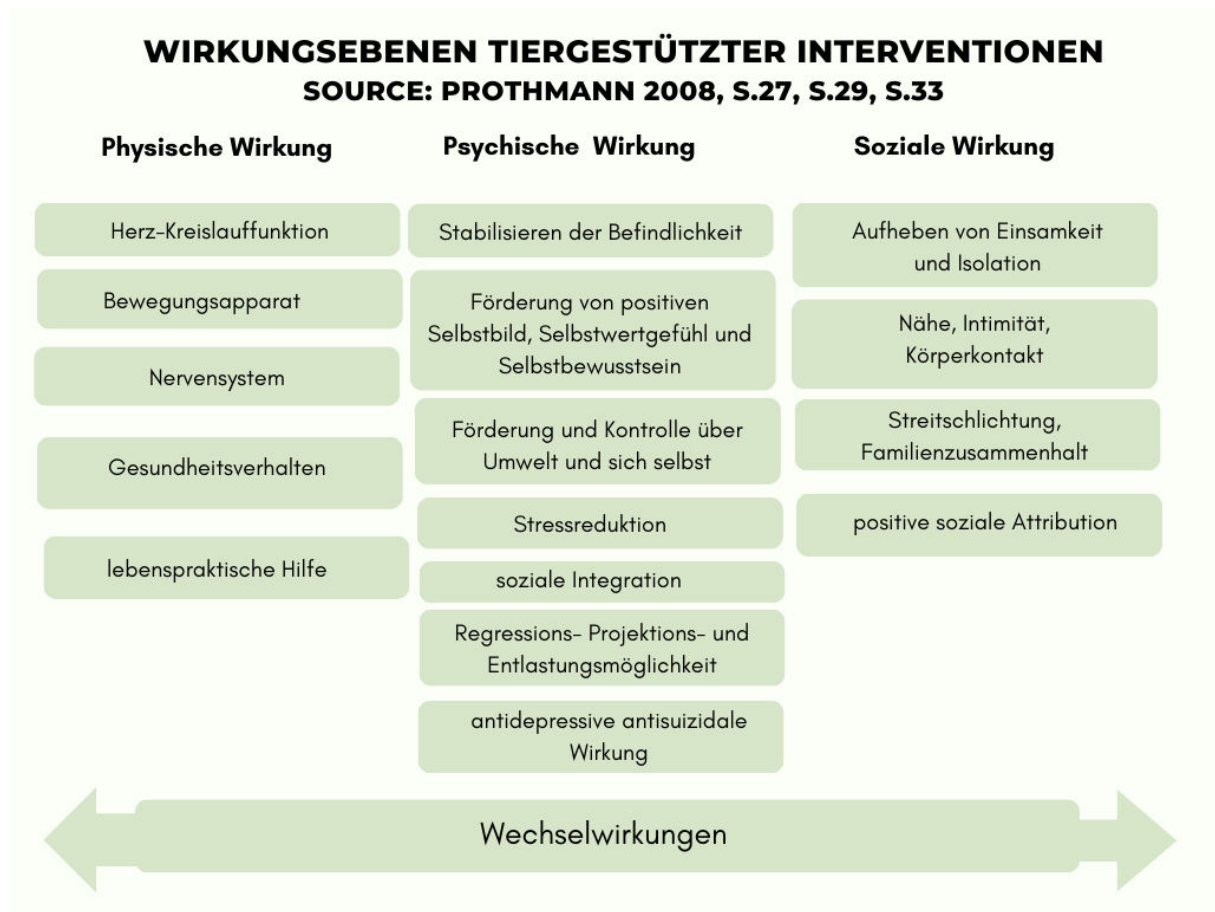 WIRKUNGSEBENEN TIERGESTÜTZTER INTERVENTIONEN
SOURCE: PROTHMANN 2008, S.27, S.29, S.33
Physische Wirkung
Herz-Kreislauffunktion
Bewegungsapparat
Nervensystem
Gesundheitsverhalten
lebenspraktische Hilfe
Psychische Wirkung
Stabilisieren der Befindlichkeit
Förderung von positiven
Selbstbild, Selbstwertgefühl und
Selbstbewusstsein
Förderung und Kontrolle über
Umwelt und sich selbst
Stressreduktion
soziale Integration
Regressions- Projektions- und
Entlastungsmöglichkeit
antidepressive antisuizidale
Wirkung
Soziale Wirkung
Aufheben von Einsamkeit
und Isolation
Nähe, Intimität,
Körperkontakt
Streitschlichtung,
Familienzusammenhalt
positive soziale Attribution
Wechselwirkungen